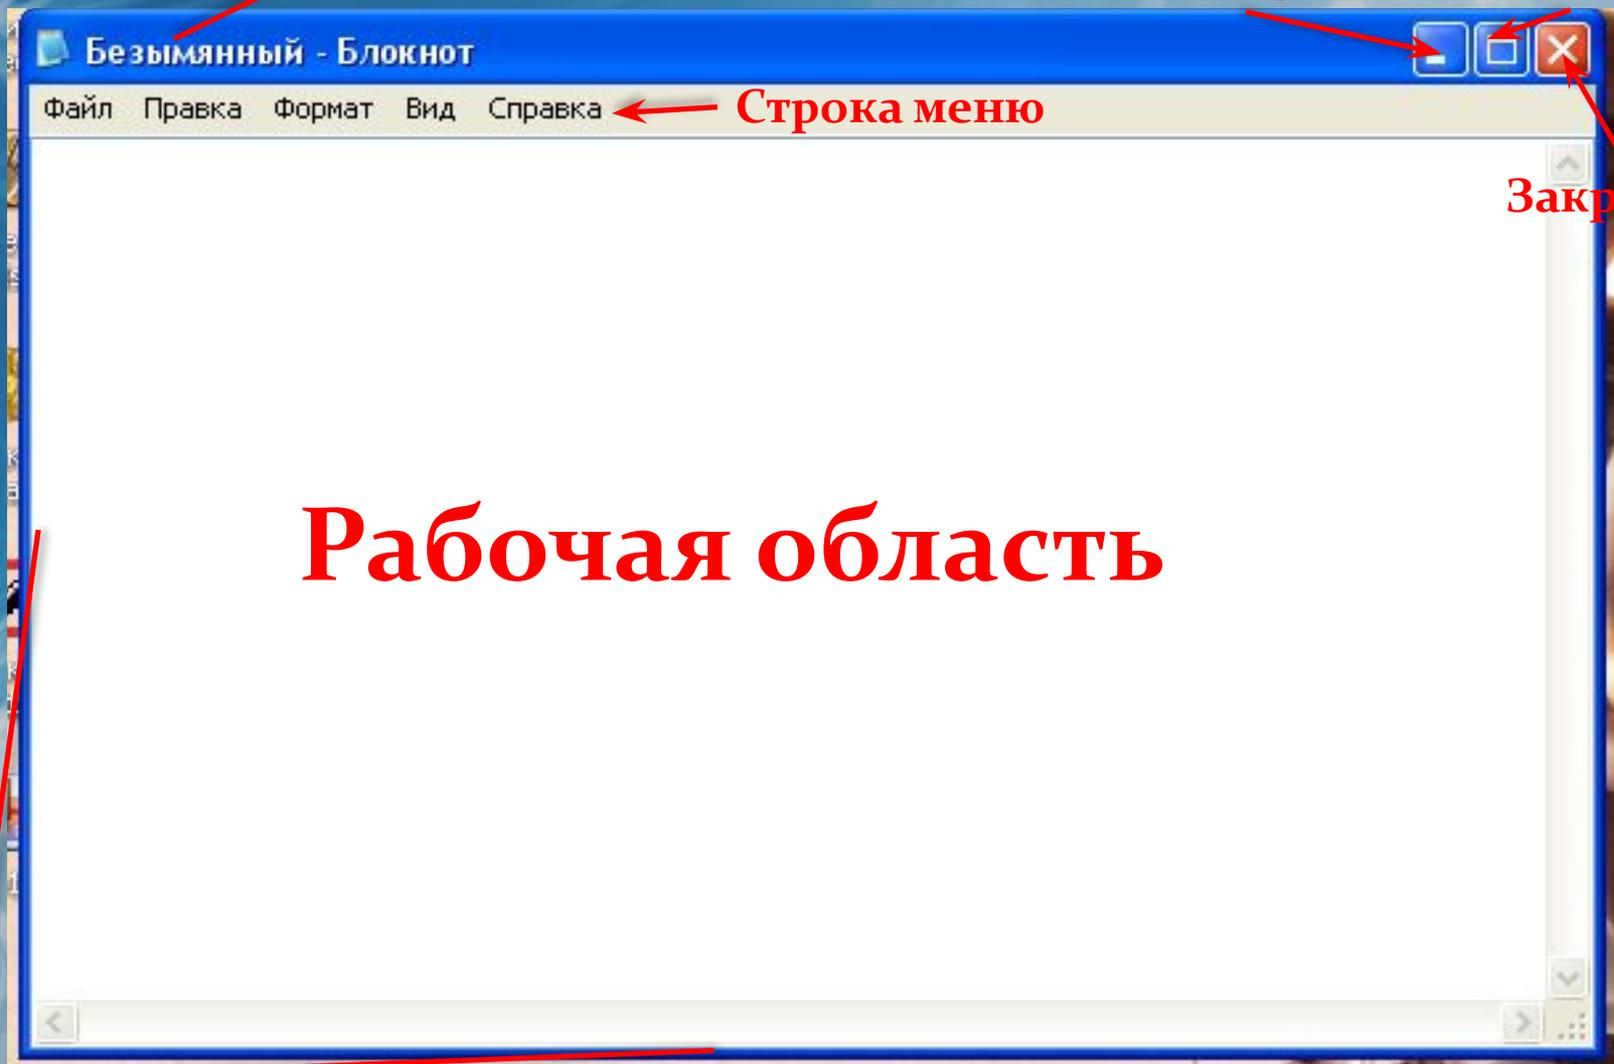 Безымянный - Блокнот
Файл Правка Формат Вид Справка
Строка меню
Закр
Рабочая область